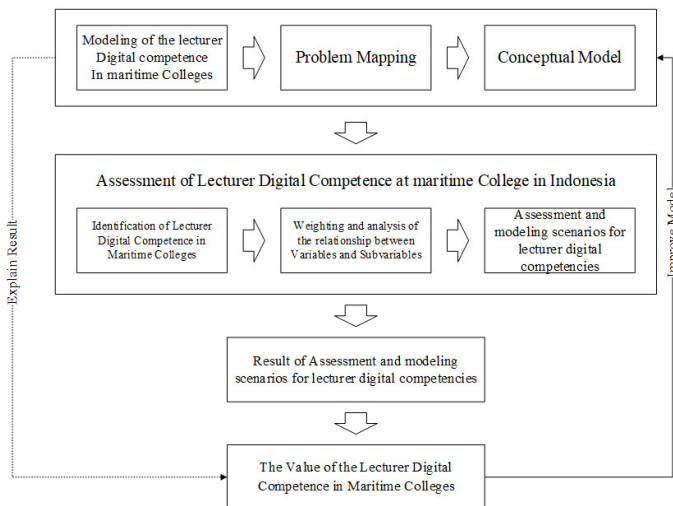 Modeling of the lecturer
Digital competence
In maritime Colleges
Problem Mapping
Conceptual Model
Assessment of Lecturer Digital Competence at maritime College in Indonesia
Identification of Lecturer
Digital Competence in
Maritime Colleges
Weighting and analysis of
the relationship between
Variables and Subvariables
Assessment and
modeling scenarios for
lecturer digital
competencies
Result of Assessment and modeling
scenarios for lecturer digital competencies
The Value of the Lecturer Digital
Competence in Maritime Colleges
Explain Result
Improve Model